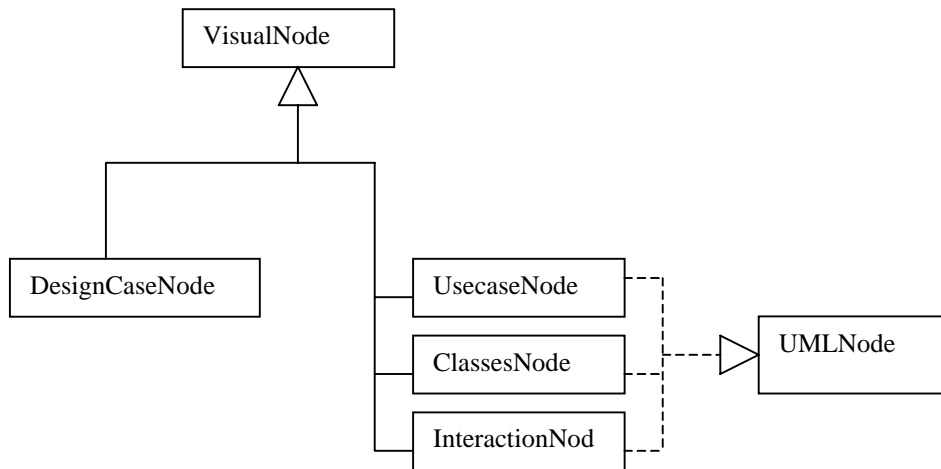 VisualNode
DesignCaseNode
UsecaseNode
ClassesNode
UMLNode
InteractionNod